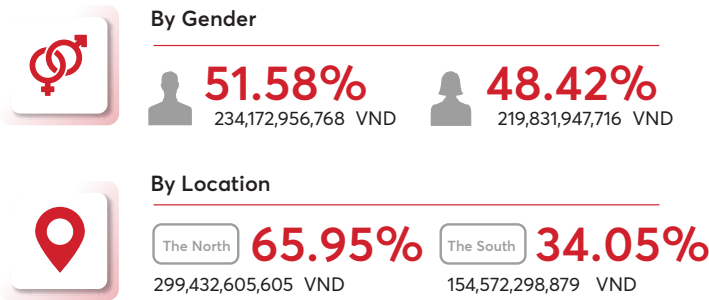 By Gender
51.58% 48.42%
234,172,956,768 VND 219,831,947,716 VND
By Location
The North 65.95% The South 34.05%
299,432,605,605 VND 154,572,298,879 VND